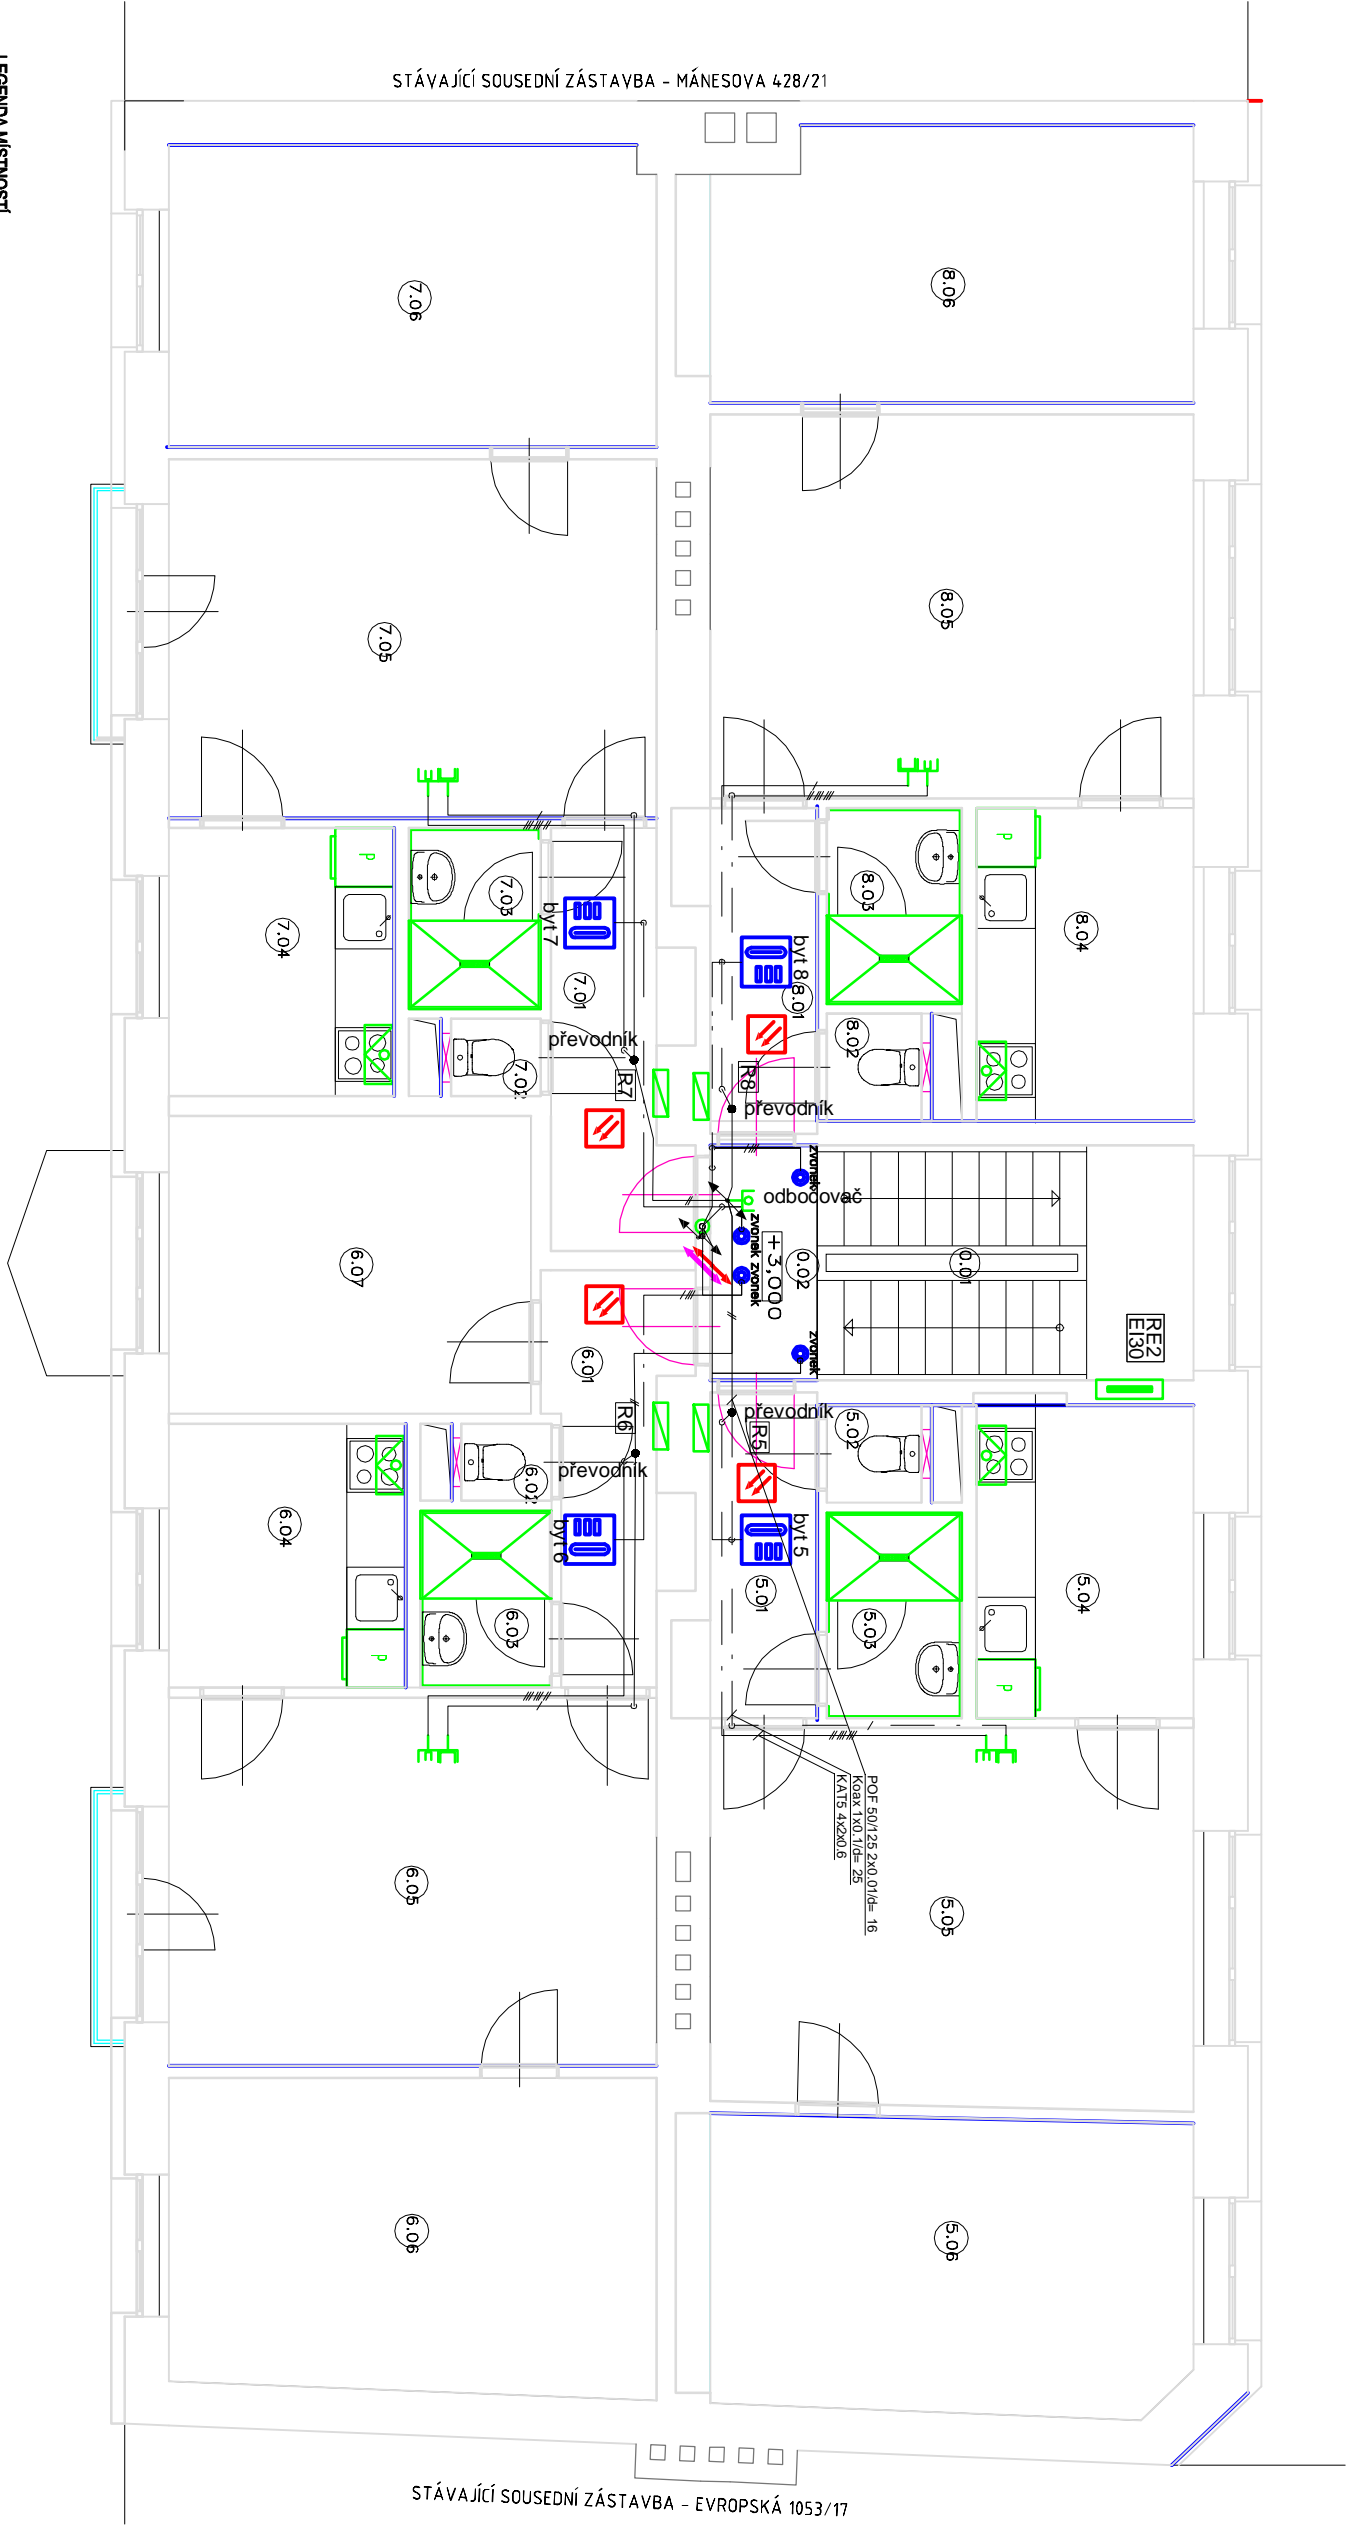 LEGENDA MÍSTNOSTÍ
STÁVAJÍCÍ SOUSEDNÍ ZÁSTAVBA - MÁNESOVA 428/21
7.06
8.06
7.05
8.05
P
P
7.03
8.03
7.04
8.04
byt 7
byt 8
7.01
8.01
8.02
převodník
7.02
R7
R8
převodník
zvonek
odbočovač
zvonek
zvonek
+3,000
0.02
0.01
6.07
RE2
EI30
zvonek
6.01
R6
převodník
R5
5.02
převodník
6.02
6.04
byt 6
byt 5
5.01
5.04
6.03
5.03
P
P
POF 50/125 2x0.01/d= 16
Koax 1x0.1/d= 25
KAT5 4x2x0.6
6.05
5.05
6.06
5.06
STÁVAJÍCÍ SOUSEDNÍ ZÁSTAVBA - EVROPSKÁ 1053/17